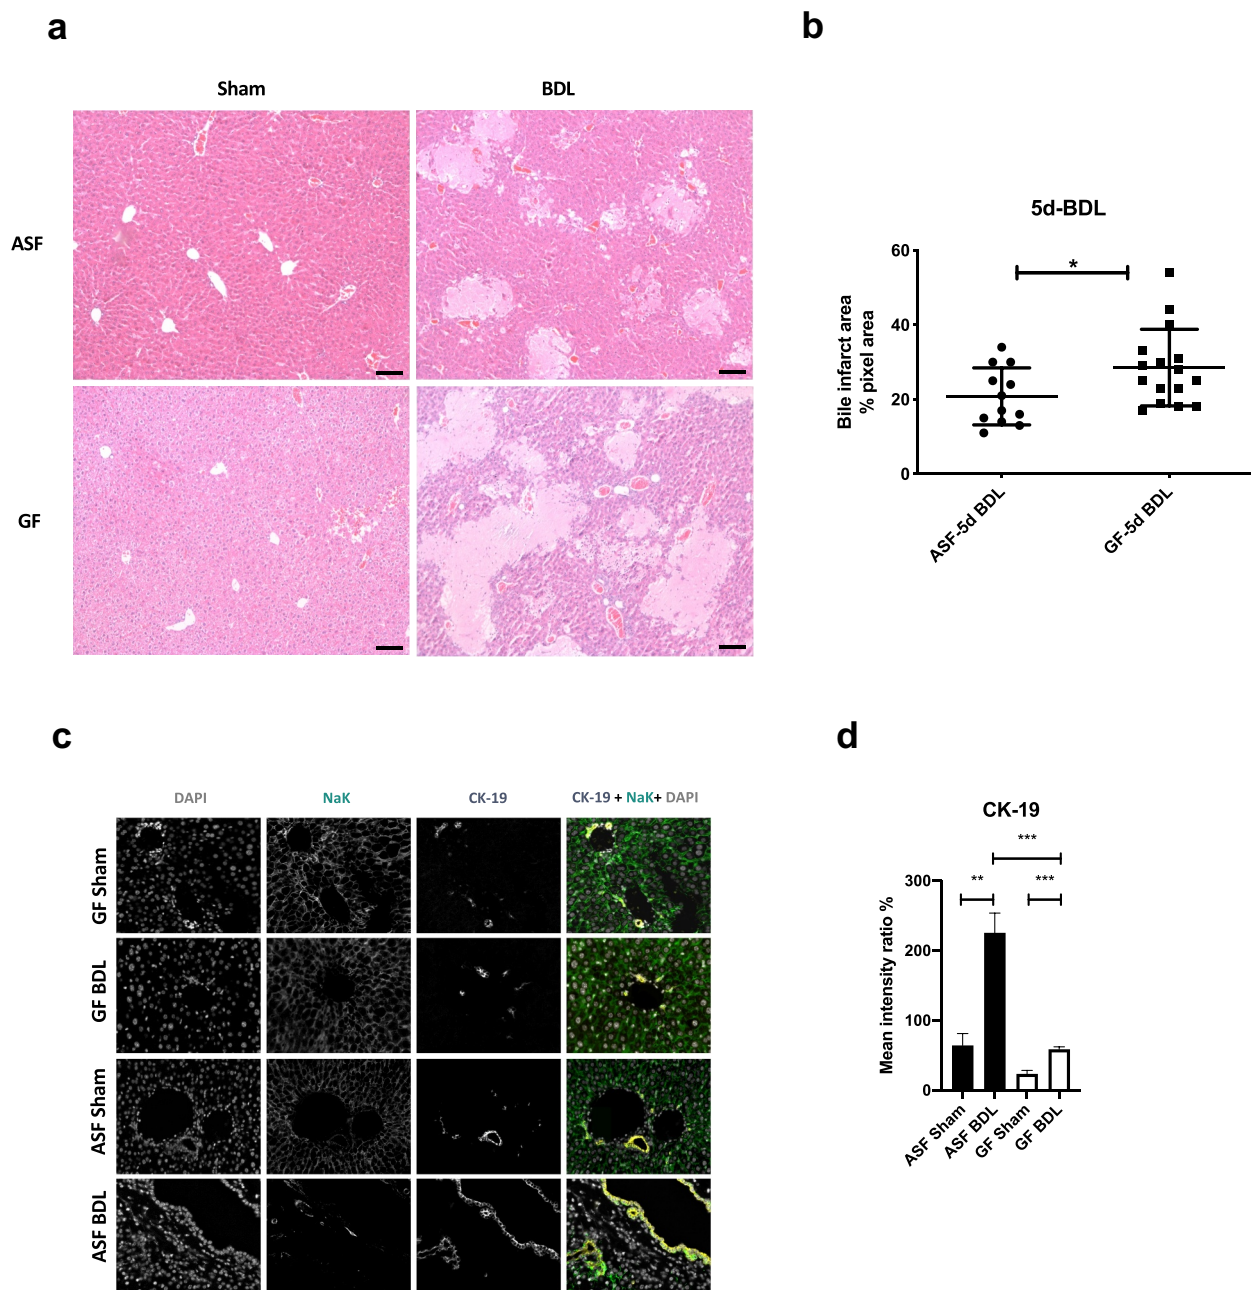 a
Sham
BDL
ASF
GF
b
5d-BDL
*
Bile infarct area
% pixel area
60
40
20
0
ASF-5d BDL
GF-5d BDL
c
DAPI
NaK
CK-19
CK-19 + NaK+ DAPI
GF Sham
GF BDL
ASF Sham
ASF BDL
d
CK-19
***
**
***
Mean intensity ratio %
300
200
100
0
ASF Sham
ASF BDL
GF Sham
GF BDL